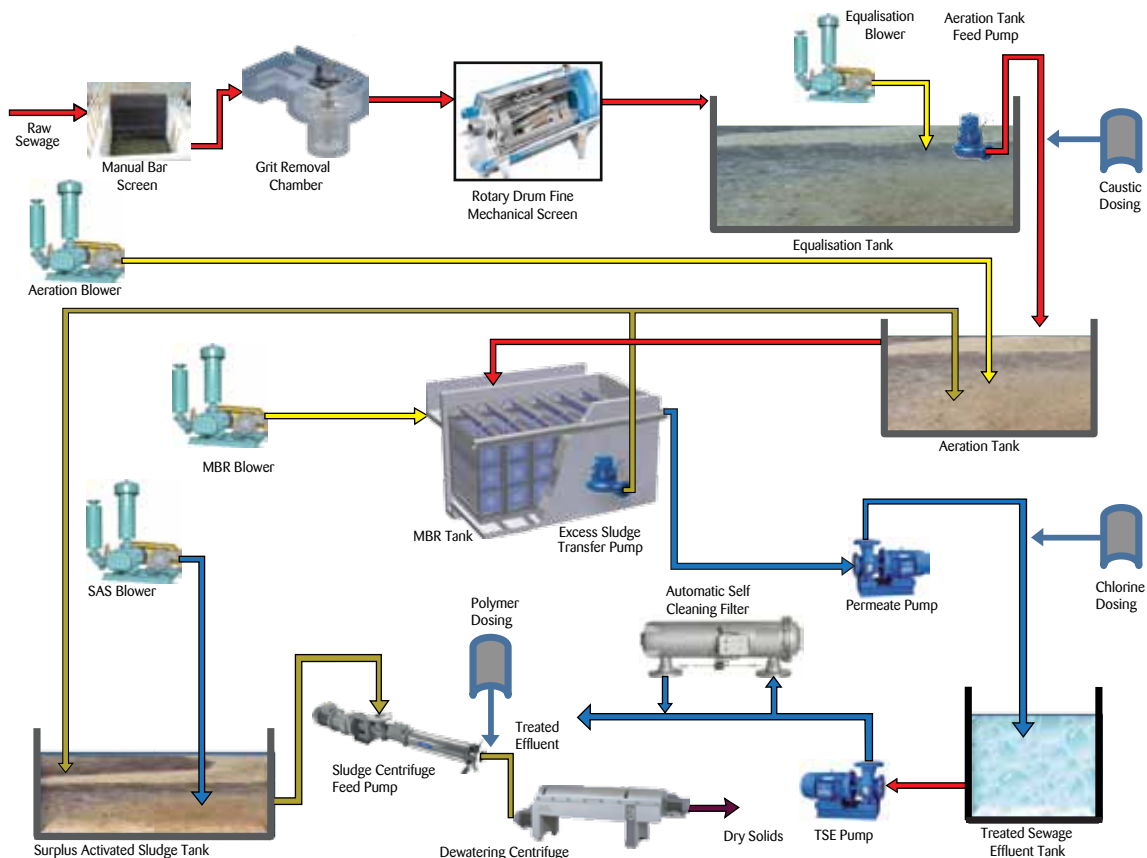 Equalisation
Blower
Aeration Tank
Feed Pump
Raw
Sewage
Manual Bar
Screen
Grit Removal
Chamber
Rotary Drum Fine
Mechanical Screen
Equalisation Tank
Caustic
Dosing
Aeration Blower
MBR Blower
Aeration Tank
MBR Tank
Excess Sludge
Transfer Pump
SAS Blower
Automatic Self
Cleaning Filter
Permeate Pump
Chlorine
Dosing
Polymer
Dosing
Treated
Effluent
Sludge Centrifuge
Feed Pump
Surplus Activated Sludge Tank
Dewatering Centrifuge
Dry Solids
TSE Pump
Treated Sewage
Effluent Tank